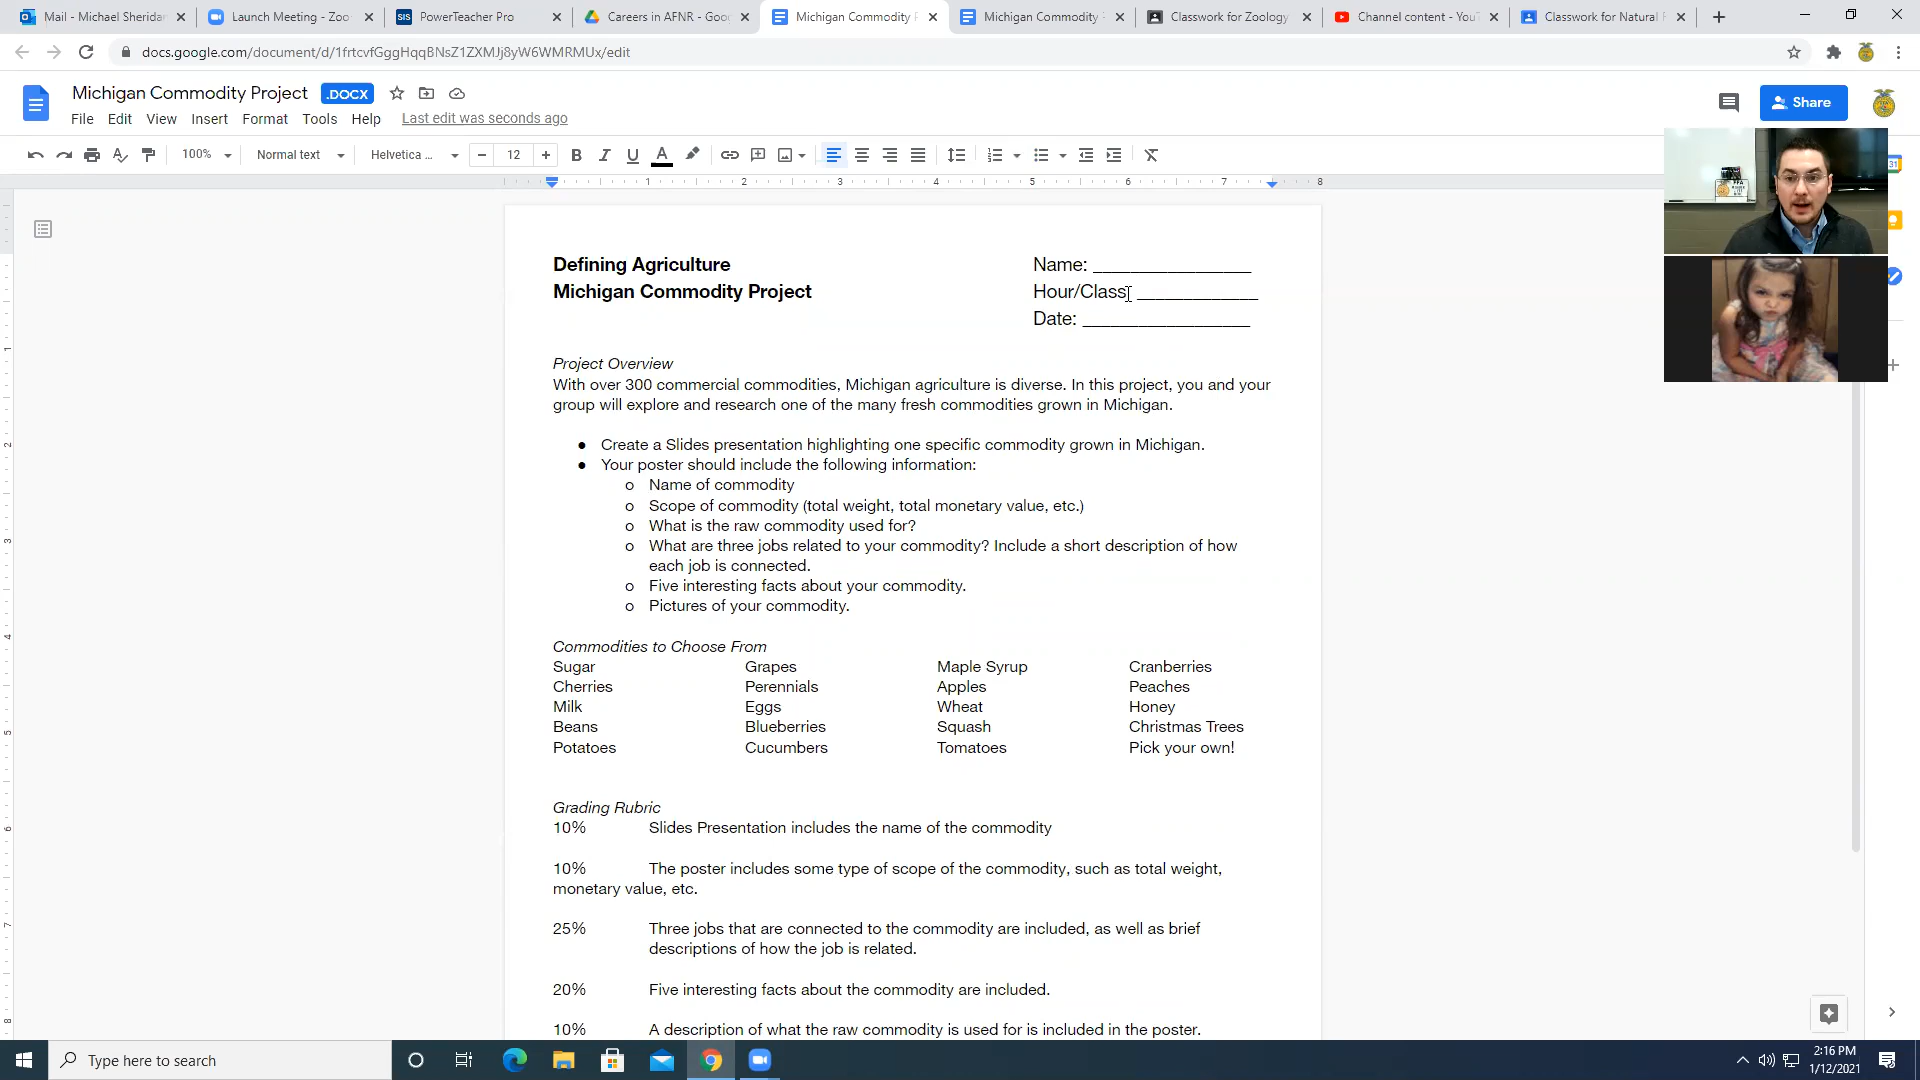 Mail - Michael Sheridan
Launch Meeting - Zoo
PowerTeacher Pro
Careers in AFNR - Goo
Michigan Commodity P
Michigan Commodity
Classwork for Zoology
Channel content - YouT
Classwork for Natural R
docs.google.com/document/d/1frtcvfGggHqqBNsZ1ZXMJj8yW6WMRMUx/edit
Michigan Commodity Project .DOCX
Share
File Edit View Insert Format Tools Help Last edit was seconds ago
100% Normal text Helvetica ... 12
1 2 3 4 5 6 7 8
Defining Agriculture Name: _________________
Michigan Commodity Project Hour/Class _____________
Date: __________________
Project Overview
With over 300 commercial commodities, Michigan agriculture is diverse. In this project, you and your
group will explore and research one of the many fresh commodities grown in Michigan.
● Create a Slides presentation highlighting one specific commodity grown in Michigan.
● Your poster should include the following information:
o Name of commodity
o Scope of commodity (total weight, total monetary value, etc.)
o What is the raw commodity used for?
o What are three jobs related to your commodity? Include a short description of how
each job is connected.
o Five interesting facts about your commodity.
o Pictures of your commodity.
Commodities to Choose From
Sugar Grapes Maple Syrup Cranberries
Cherries Perennials Apples Peaches
Milk Eggs Wheat Honey
Beans Blueberries Squash Christmas Trees
Potatoes Cucumbers Tomatoes Pick your own!
Grading Rubric
10% Slides Presentation includes the name of the commodity
10% The poster includes some type of scope of the commodity, such as total weight,
monetary value, etc.
25% Three jobs that are connected to the commodity are included, as well as brief
descriptions of how the job is related.
20% Five interesting facts about the commodity are included.
10% A description of what the raw commodity is used for is included in the poster.
Type here to search
2:16 PM
1/12/2021